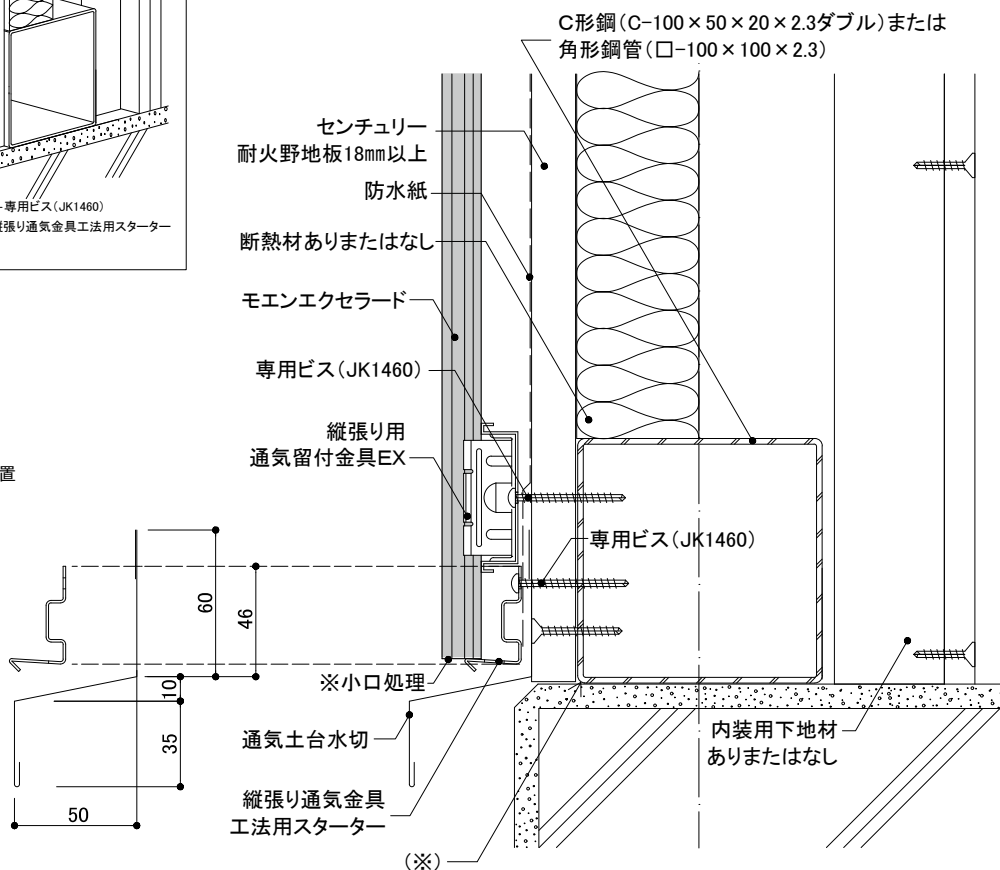 C形鋼(C-100×50×20×2.3ダブル)または
角形鋼管(□-100×100×2.3)
センチュリー
耐火野地板18mm以上
防水紙
断熱材ありまたはなし
モエンエクセラード
専用ビス(JK1460)
縦張り用
通気留付金具EX
専用ビス(JK1460)
※小口処理
通気土台水切
縦張り通気金具
工法用スターター
(※)
内装用下地材
ありまたはなし
専用ビス(JK1460)
縦張り通気金具工法用スターター
置
60
46
10
35
50